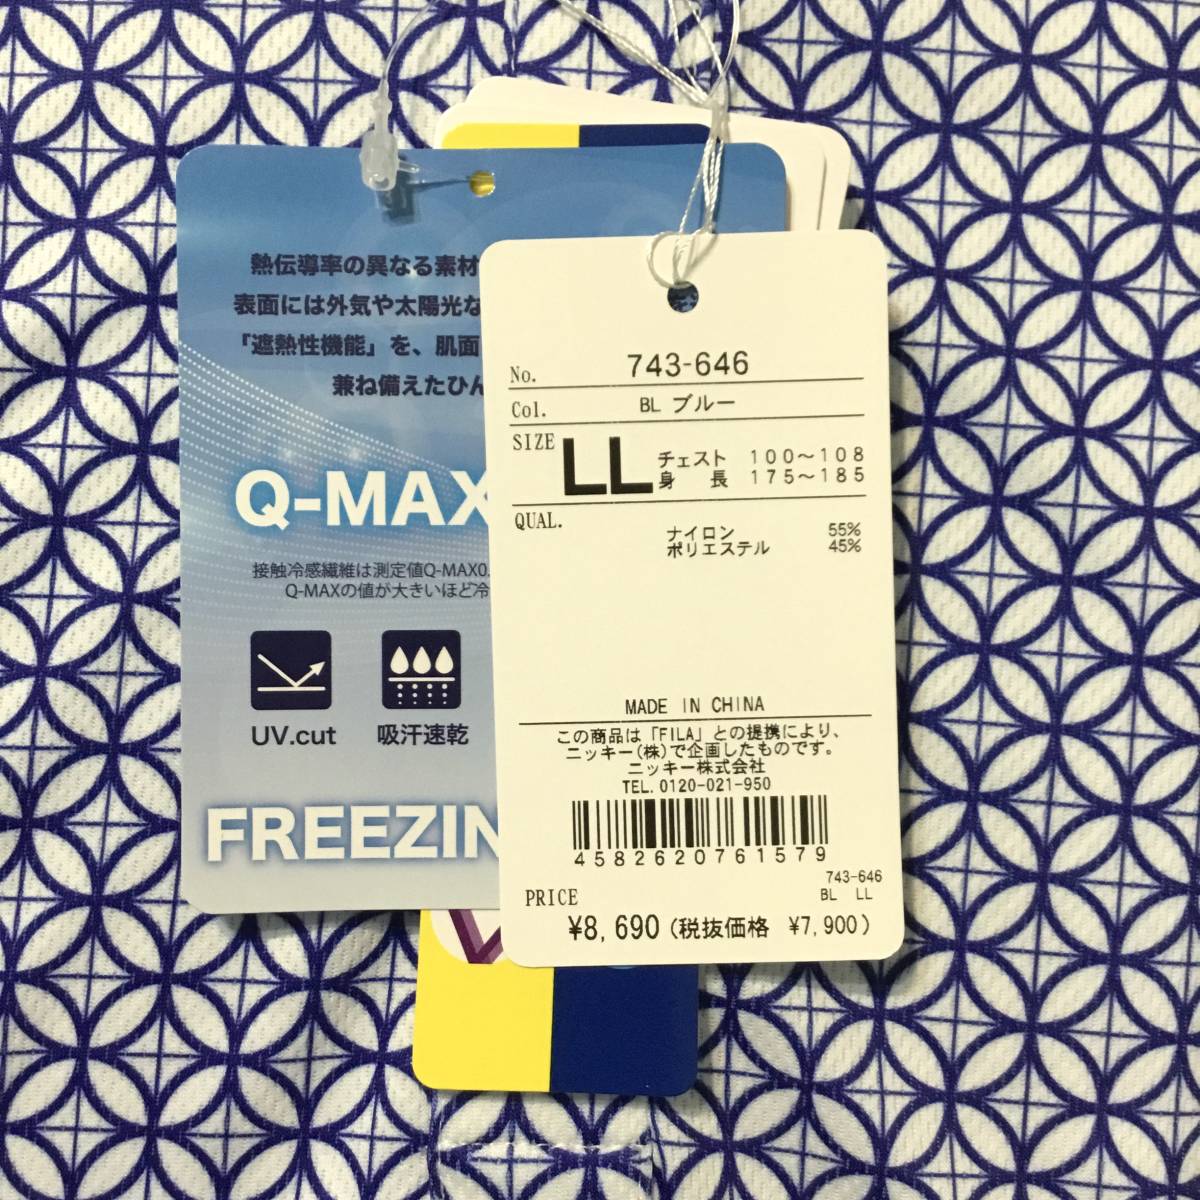 熱伝導率の異なる素材
表面には外気や太陽光な
「遮熱性機能」を、肌面
兼ね備えたひん
Q-MAX
接触冷感繊維は測定値Q-MAX0.
Q-MAXの値が大きいほど冷
UV.cut 吸汗速乾
FREEZIN
No. 743-646
Col. BL ブルー
SIZE LL チェスト 100～108
身長 175～185
QUAL.
ナイロン 55%
ポリエステル 45%
MADE IN CHINA
この商品は「FILA」との提携により、
ニッキー(株)で企画したものです。
ニッキー株式会社
TEL. 0120-021-950
4582620761579
743-646
BL LL
PRICE
¥8,690 (税抜価格 ¥7,900)